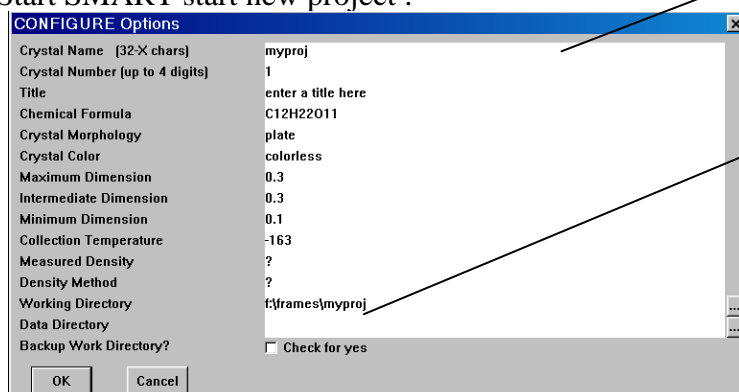 Start SMART start new project :
CONFIGURE Options
Crystal Name (32-X chars) myproj
Crystal Number (up to 4 digits) 1
Title enter a title here
Chemical Formula C12H22O11
Crystal Morphology plate
Crystal Color colorless
Maximum Dimension 0.3
Intermediate Dimension 0.3
Minimum Dimension 0.1
Collection Temperature -163
Measured Density ?
Density Method ?
Working Directory f:\frames\myproj ...
Data Directory ...
Backup Work Directory? Check for yes
OK Cancel